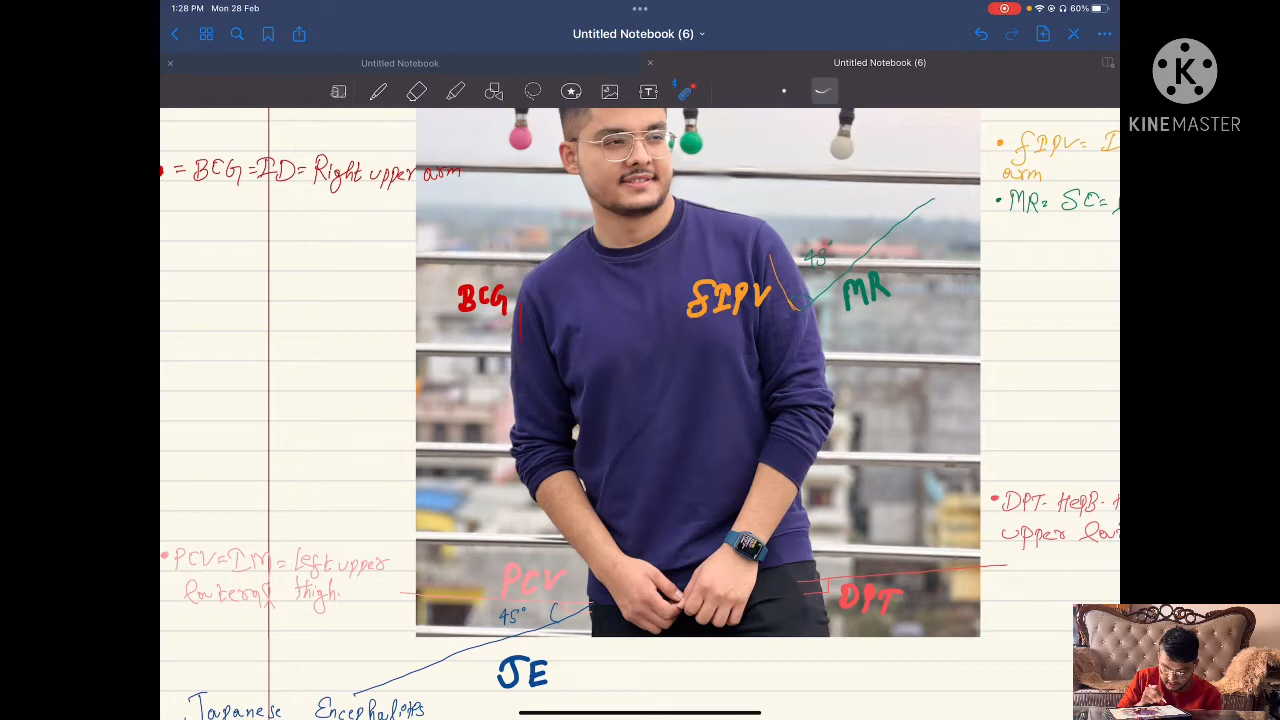 1:28 PM Mon 28 Feb
60%
Untitled Notebook (6)
Untitled Notebook
Untitled Notebook (6)
K
KINEMASTER
= BCG = ID = Right upper arm
• fIPV = I
arm
• MR = SC =
45°
BCG
fIPV
MR
• DPT - HepB -
upper
• PCV = IM = Left upper
lateral thigh.
PCV
45°
DPT
JE
Japanese Encephalitis